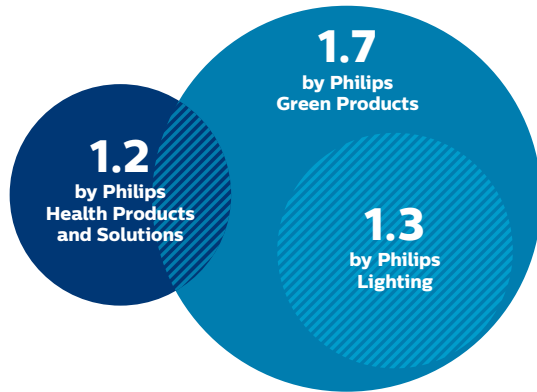 1.7
by Philips
Green Products
1.2
by Philips
Health Products
and Solutions
1.3
by Philips
Lighting